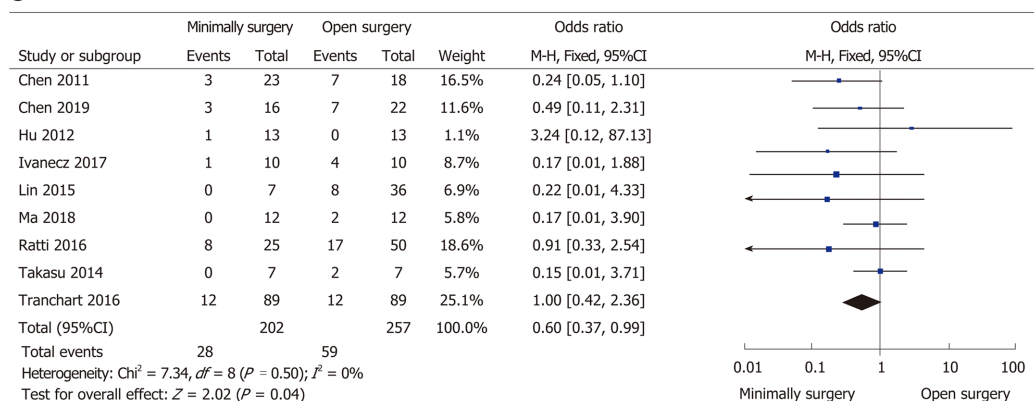 Minimally surgery Open surgery Odds ratio Odds ratio
Study or subgroup Events Total Events Total Weight M-H, Fixed, 95%CI M-H, Fixed, 95%CI
Chen 2011 3 23 7 18 16.5% 0.24 [0.05, 1.10]
Chen 2019 3 16 7 22 11.6% 0.49 [0.11, 2.31]
Hu 2012 1 13 0 13 1.1% 3.24 [0.12, 87.13]
Ivanecz 2017 1 10 4 10 8.7% 0.17 [0.01, 1.88]
Lin 2015 0 7 8 36 6.9% 0.22 [0.01, 4.33]
Ma 2018 0 12 2 12 5.8% 0.17 [0.01, 3.90]
Ratti 2016 8 25 17 50 18.6% 0.91 [0.33, 2.54]
Takasu 2014 0 7 2 7 5.7% 0.15 [0.01, 3.71]
Tranchart 2016 12 89 12 89 25.1% 1.00 [0.42, 2.36]
Total (95%CI) 202 257 100.0% 0.60 [0.37, 0.99]
Total events 28 59
Heterogeneity: Chi² = 7.34, df = 8 (P = 0.50); I² = 0%
Test for overall effect: Z = 2.02 (P = 0.04)
0.01 0.1 1 10 100
Minimally surgery Open surgery